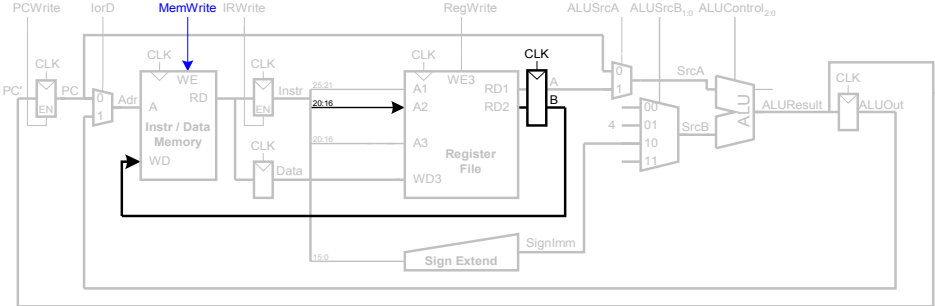 PCWrite IorD MemWrite IRWrite RegWrite ALUSrcA ALUSrcB1:0 ALUControl2:0
CLK CLK CLK CLK CLK CLK
PC' PC 0 1 Adr A WE RD EN Instr 25:21 A1 WE3 RD1 A 0 1 SrcA ALUResult ALUOut
EN
20:16 A2 RD2 B 00
Instr / Data Memory 4 01 SrcB ALU
20:16 A3 10
WD CLK Register File 11
Data WD3
SignImm
15:0 Sign Extend